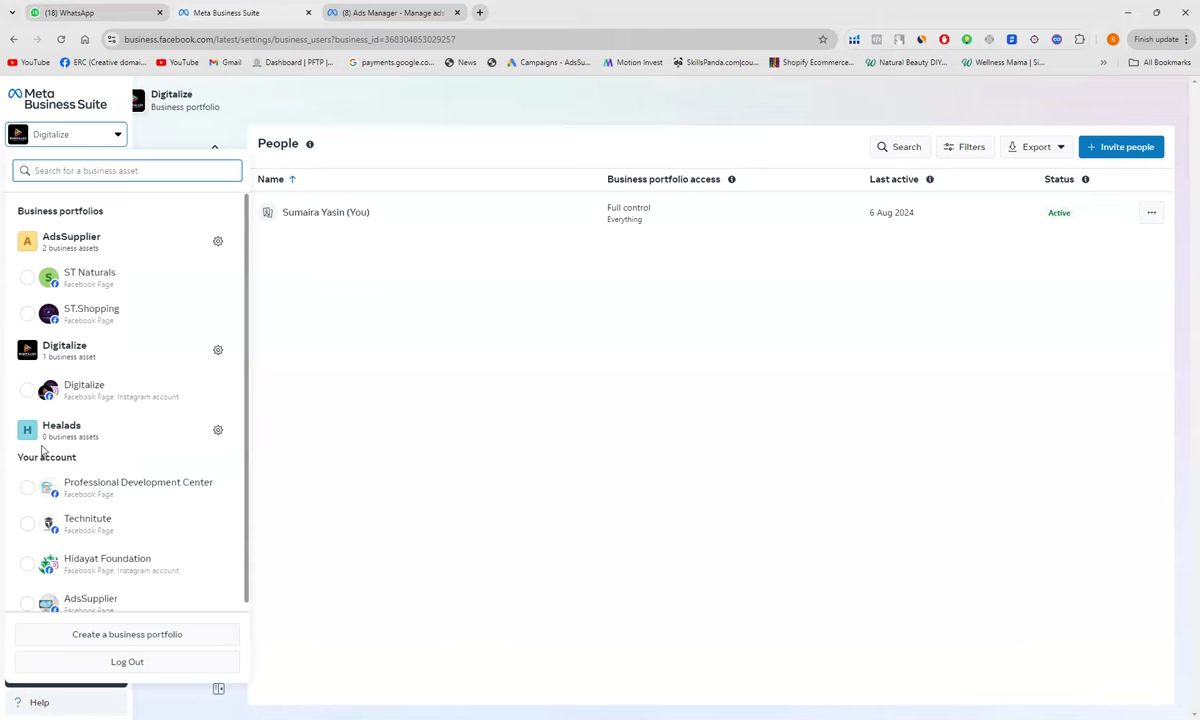 (18) WhatsApp
Meta Business Suite
(8) Ads Manager - Manage ads
business.facebook.com/latest/settings/business_users?business_id=368304853029257
Finish update
YouTube
ERC (Creative domai...
YouTube
Gmail
Dashboard | PFTP |...
payments.google.co...
News
Campaigns - AdsSu...
Motion Invest
SkillsPanda.com|cou...
Shopify Ecommerce...
Natural Beauty DIY...
Wellness Mama | Si...
All Bookmarks
Meta
Business Suite
Digitalize
Business portfolio
Digitalize
Search for a business asset
Business portfolios
AdsSupplier
2 business assets
ST Naturals
Facebook Page
ST.Shopping
Facebook Page
Digitalize
1 business asset
Digitalize
Facebook Page, Instagram account
H
Healads
0 business assets
Your account
Professional Development Center
Facebook Page
Technitute
Facebook Page
Hidayat Foundation
Facebook Page, Instagram account
AdsSupplier
Facebook Page
Create a business portfolio
Log Out
Help
People
Search
Filters
Export
+ Invite people
Name ↑
Business portfolio access
Last active
Status
Sumaira Yasin (You)
Full control
Everything
6 Aug 2024
Active